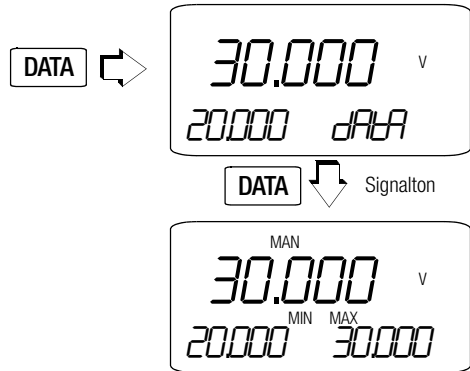 DATA
30.000 V
20.000 dAtA
DATA Signalton
MAN
30.000 V
MIN MAX
20.000 30.000